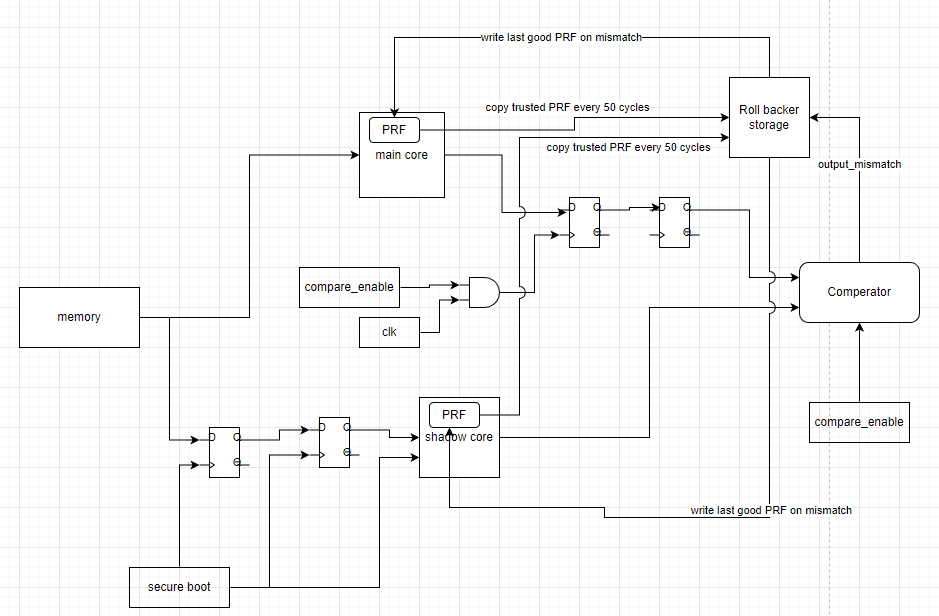 write last good PRF on mismatch
copy trusted PRF every 50 cycles
Roll backer
storage
PRF
main core
copy trusted PRF every 50 cycles
output_mismatch
D
Q
Q
D
Q
Q
compare_enable
clk
Comperator
memory
compare_enable
PRF
shadow core
D
Q
Q
D
Q
Q
write last good PRF on mismatch
secure boot